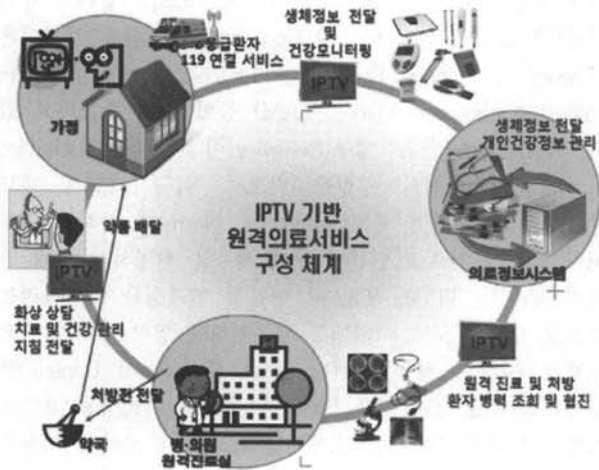 응급환자
119 연결 서비스
생체정보 전달
및
건강모니터링
IPTV
가정
생체정보 전달
개인건강정보 관리
의료정보시스템
IPTV 기반
원격의료서비스
구성 체계
약품 배달
IPTV
화상 상담
치료 및 건강 관리
지침 전달
IPTV
원격 진료 및 처방
환자 병력 조회 및 협진
처방전 전달
약국
병·의원
원격진료실